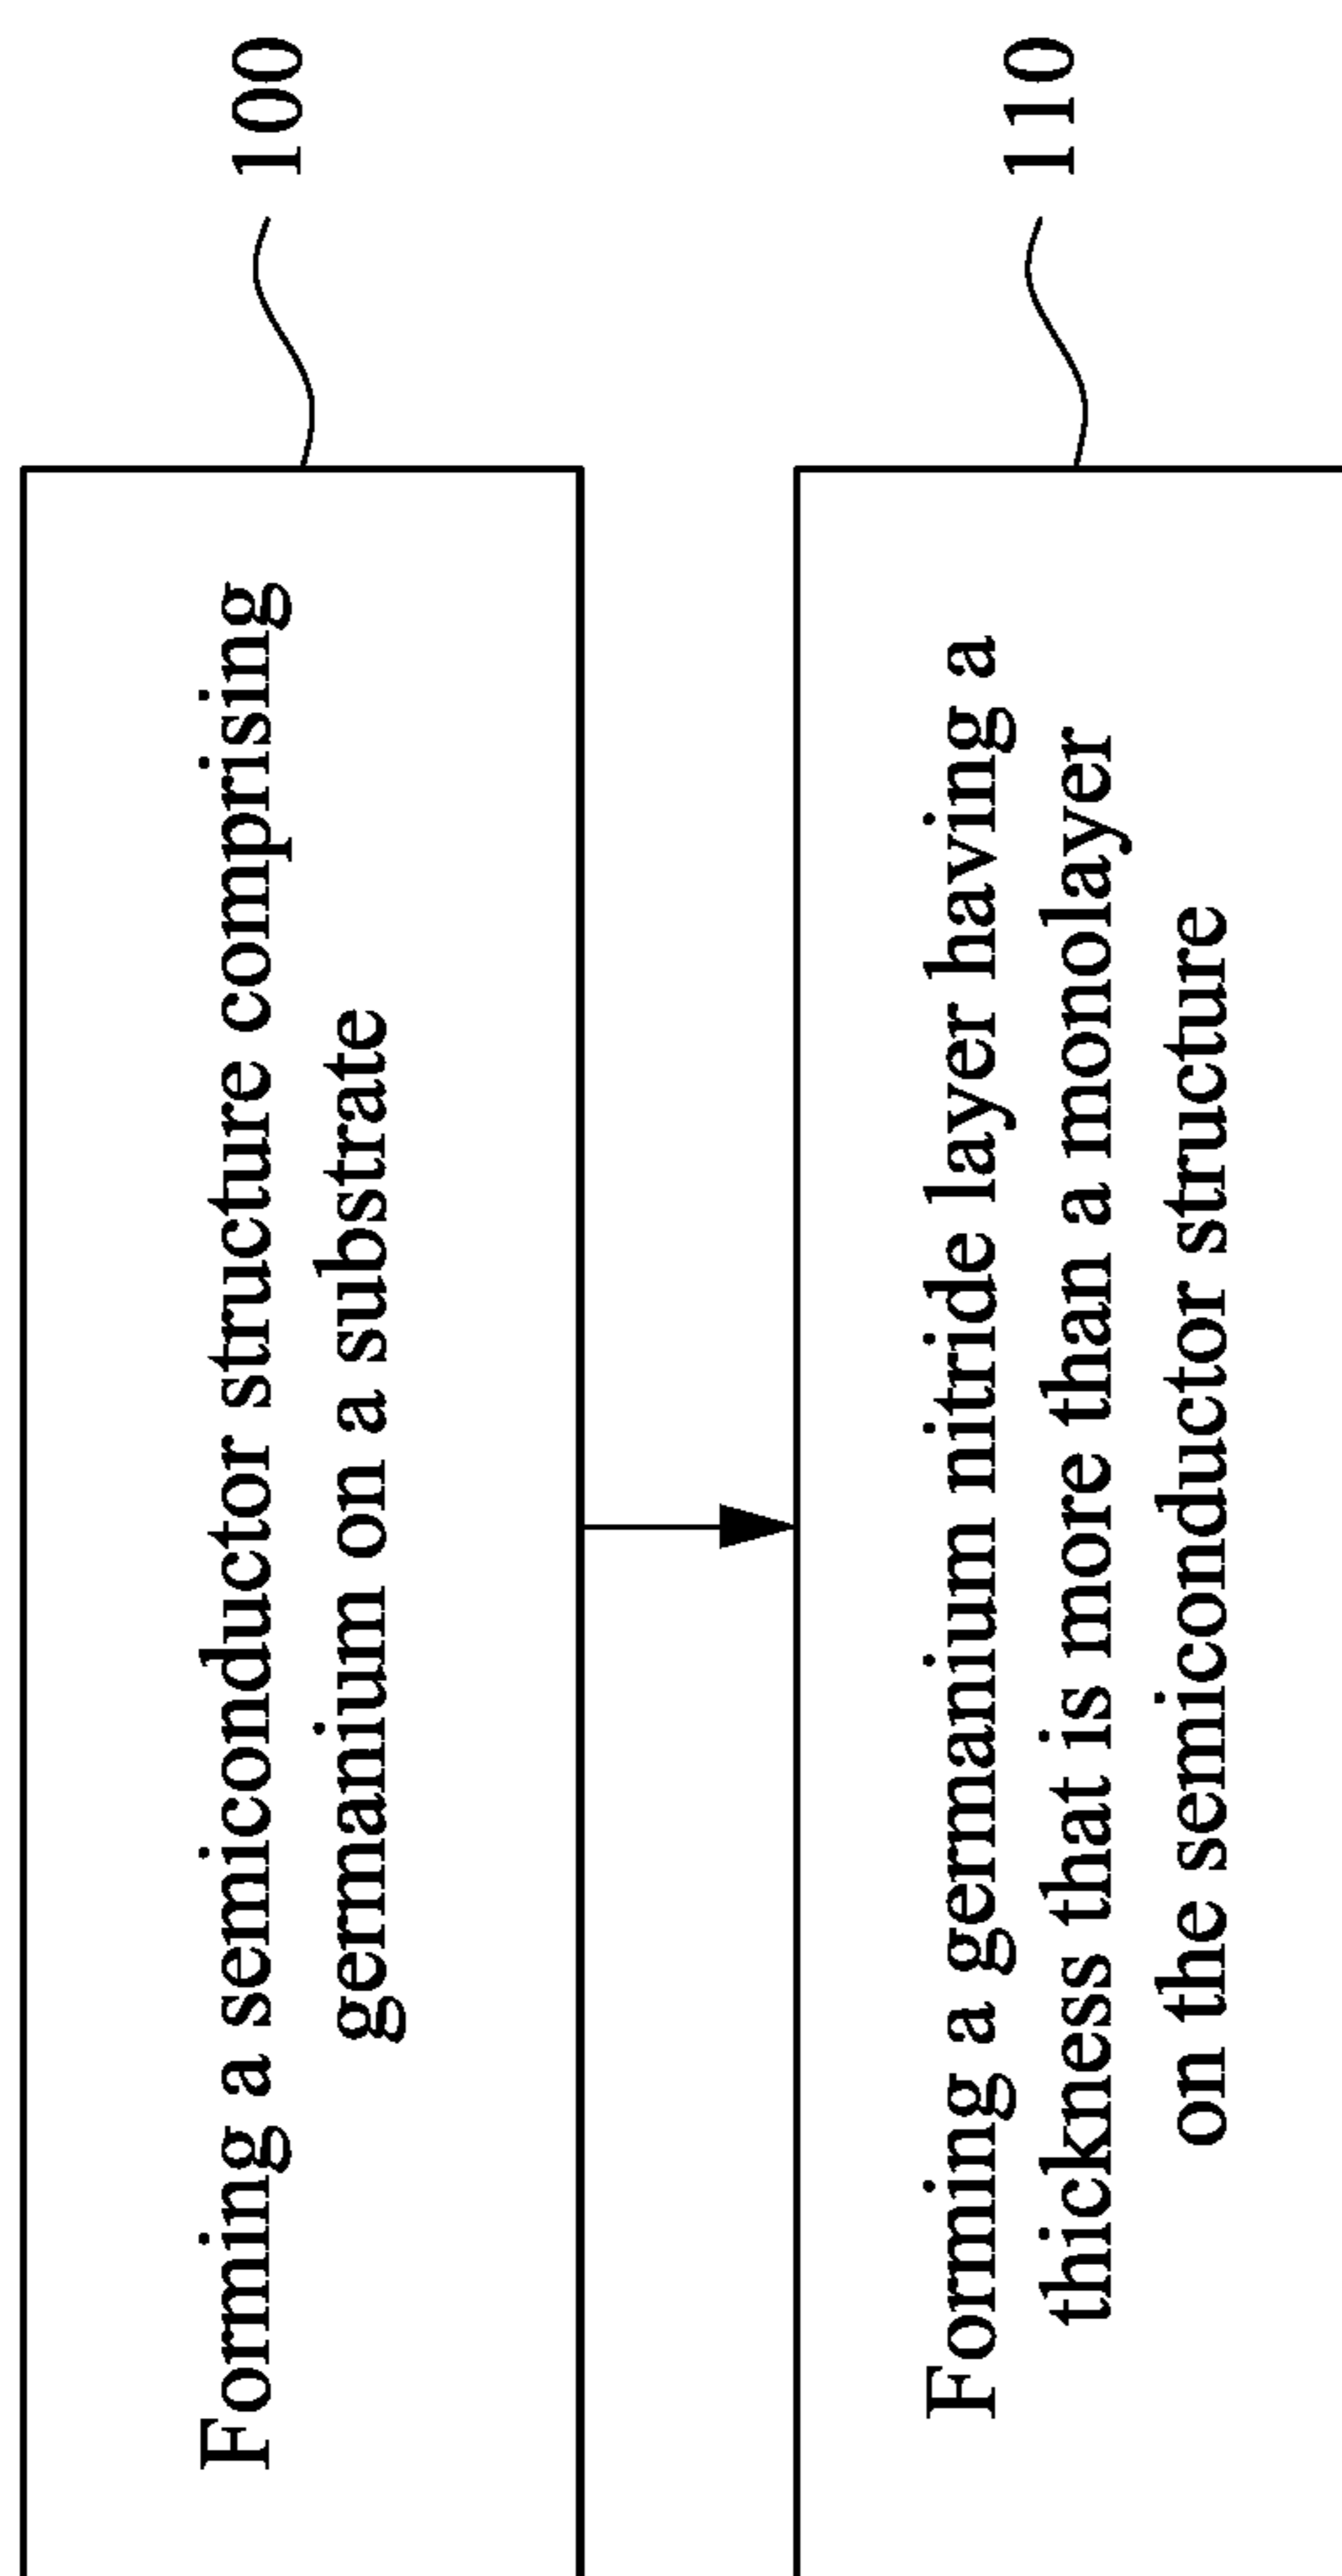 Forming a semiconductor structure comprising
germanium on a substrate
100
Forming a germanium nitride layer having a
thickness that is more than a monolayer
on the semiconductor structure
110